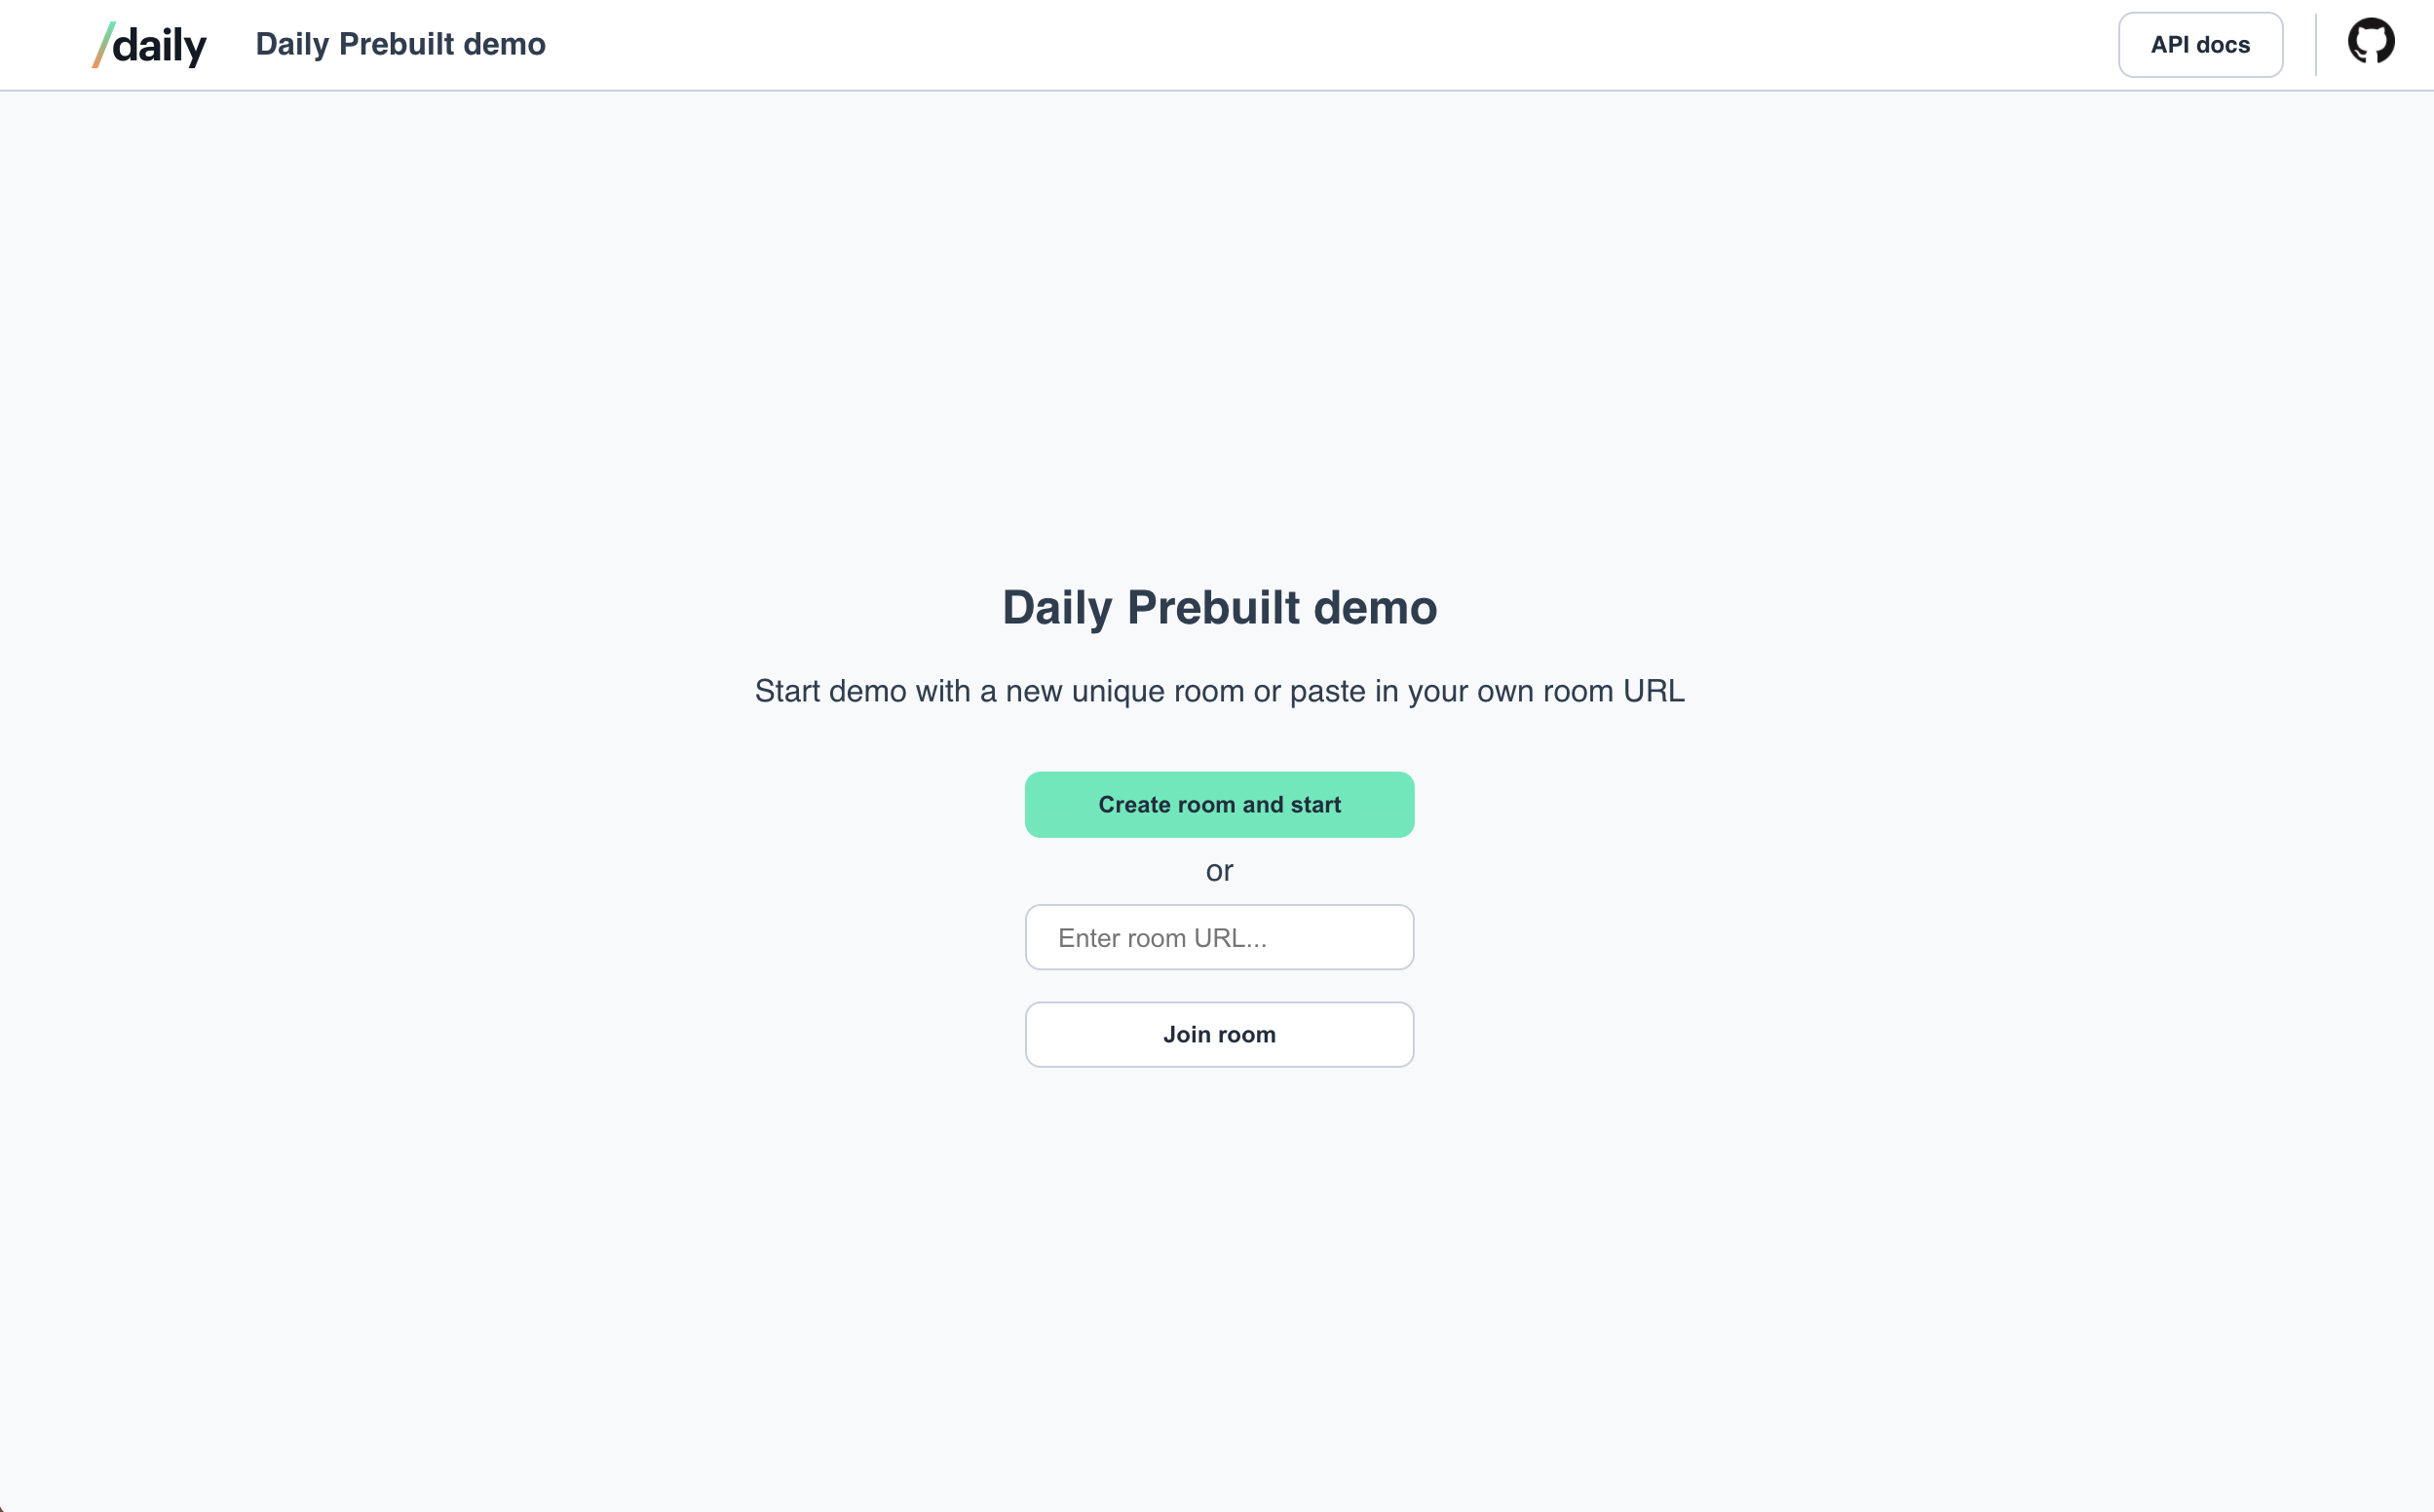 /daily
Daily Prebuilt demo
API docs
Daily Prebuilt demo
Start demo with a new unique room or paste in your own room URL
Create room and start
or
Enter room URL...
Join room